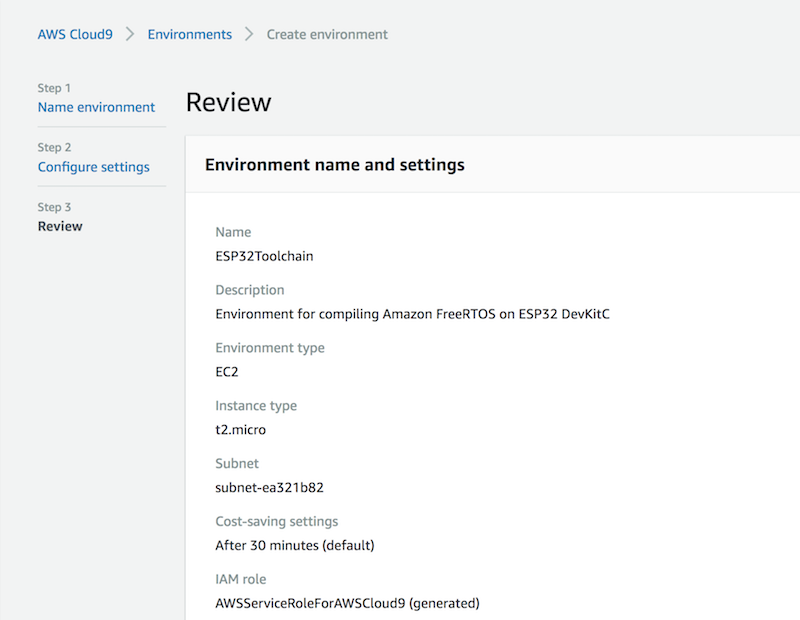 AWS Cloud9 > Environments > Create environment
Step 1
Name environment
Step 2
Configure settings
Step 3
Review
Review
Environment name and settings
Name
ESP32Toolchain
Description
Environment for compiling Amazon FreeRTOS on ESP32 DevKitC
Environment type
EC2
Instance type
t2.micro
Subnet
subnet-ea321b82
Cost-saving settings
After 30 minutes (default)
IAM role
AWSServiceRoleForAWSCloud9 (generated)